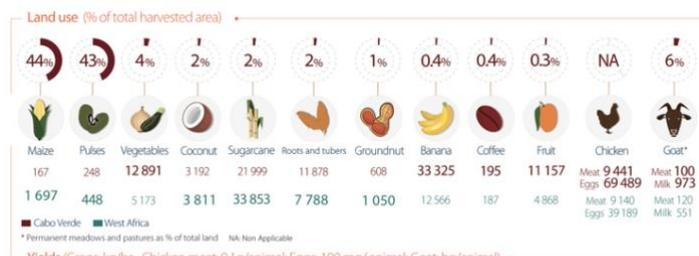 Land use (% of total harvested area)
44% 43% 4% 2% 2% 2% 1% 0.4% 0.4% 0.3% NA 6%
Maize Pulses Vegetables Coconut Sugarcane Roots and tubers Groundnut Banana Coffee Fruit Chicken Goat*
167 248 12 891 3 192 21 999 11 878 608 33 325 195 11 157 Meat 9 441 Meat 100
Eggs 69 489 Milk 973
1 697 448 5 173 3 811 33 853 7 788 1 050 12 566 187 4 868 Meat 9 140 Meat 120
Eggs 39 189 Milk 551
Cabo Verde West Africa
* Permanent meadows and pastures as % of total land NA: Non Applicable